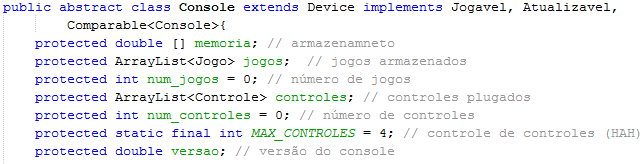 public abstract class Console extends Device implements Jogavel, Atualizavel,
Comparable<Console>{
protected double [] memoria; // armazenamneto
protected ArrayList<Jogo> jogos;  // jogos armazenados
protected int num_jogos = 0; // número de jogos
protected ArrayList<Controle> controles; // controles plugados
protected int num_controles = 0; // número de controles
protected static final int MAX_CONTROLES = 4; // controle de controles (HAH)
protected double versao; // versão do console